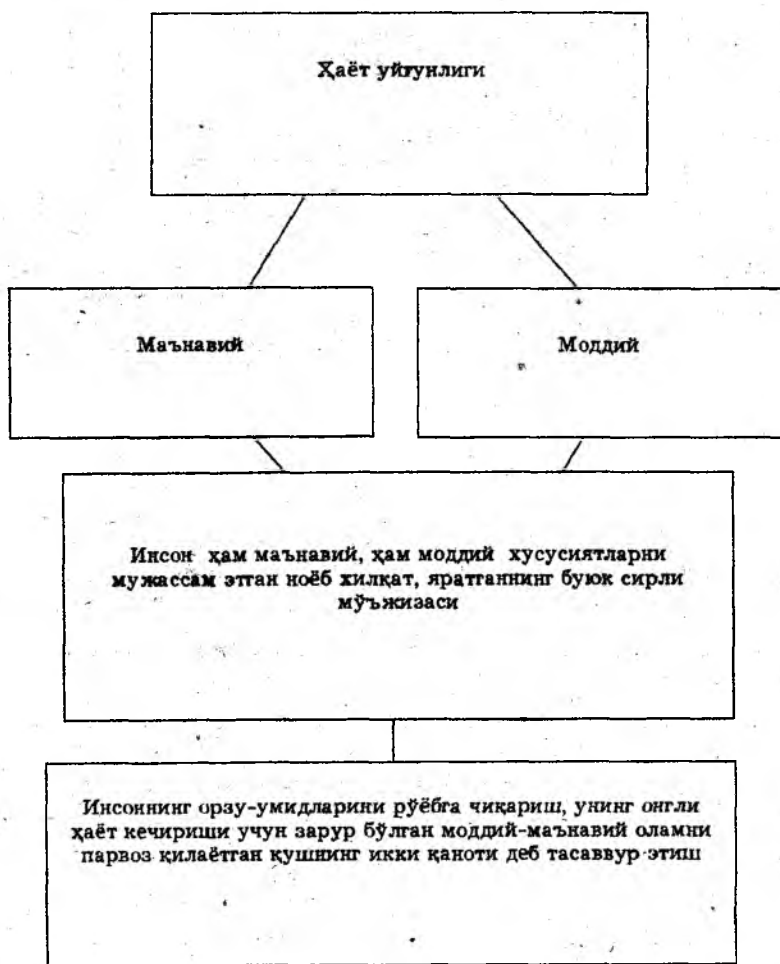 Ҳаёт уйғунлиги
Маънавий
Моддий
Инсон ҳам маънавий, ҳам моддий хусусиятларни
мужассам этган ноёб хилқат, яратганнинг буюк сирли
мўъжизаси
Инсоннинг орзу-умидларини рўёбга чиқариш, унинг онгли
ҳаёт кечириши учун зарур бўлган моддий-маънавий оламни
парвоз қилаётган қушнинг икки қаноти деб тасаввур этиш